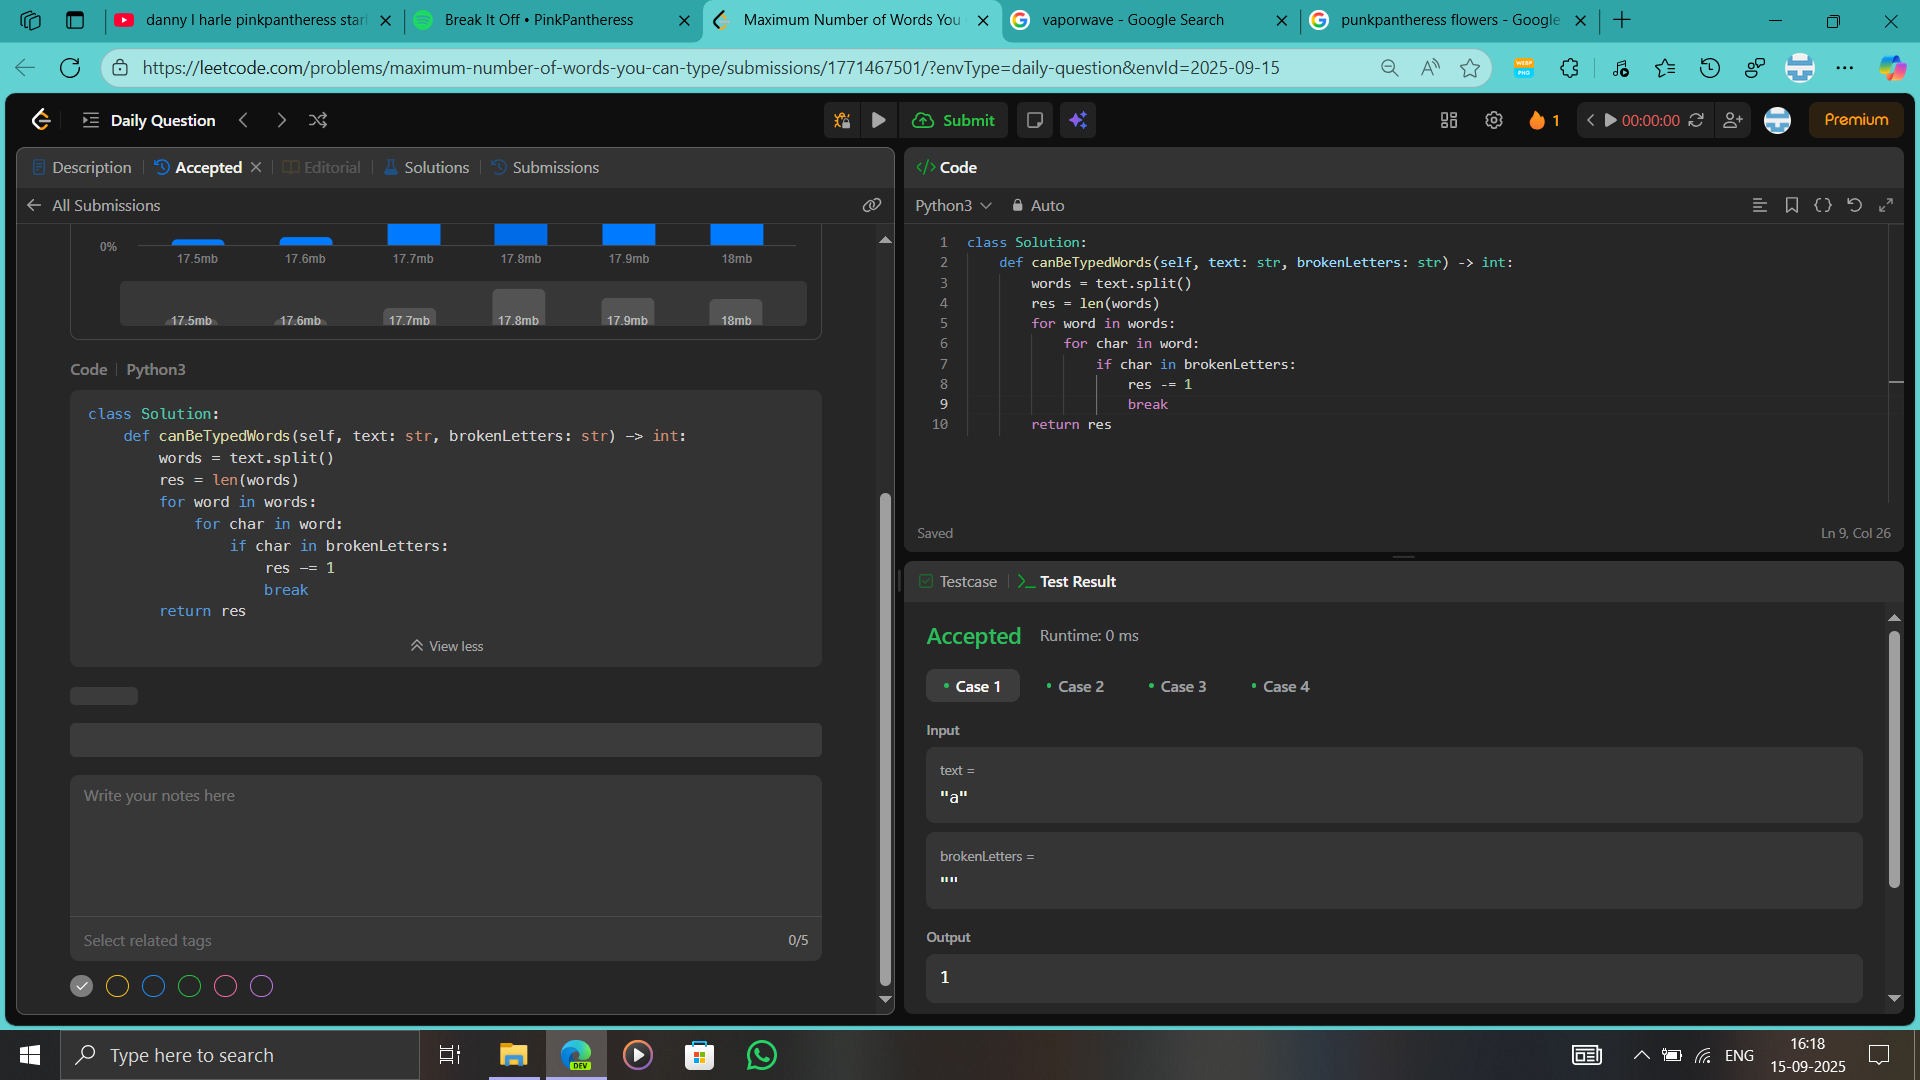 danny l harle pinkpantheress starl
Break It Off • PinkPantheress
Maximum Number of Words You
vaporwave - Google Search
punkpantheress flowers - Google
https://leetcode.com/problems/maximum-number-of-words-you-can-type/submissions/1771467501/?envType=daily-question&envId=2025-09-15
WEBP
PNG
Daily Question
Submit
1
00:00:00
Premium
Description
Accepted
Editorial
Solutions
Submissions
All Submissions
0%
17.5mb 17.6mb 17.7mb 17.8mb 17.9mb 18mb
17.5mb 17.6mb 17.7mb 17.8mb 17.9mb 18mb
Code Python3
class Solution:
def canBeTypedWords(self, text: str, brokenLetters: str) -> int:
words = text.split()
res = len(words)
for word in words:
for char in word:
if char in brokenLetters:
res -= 1
break
return res
View less
Write your notes here
Select related tags
0/5
</> Code
Python3
Auto
1 class Solution:
2 def canBeTypedWords(self, text: str, brokenLetters: str) -> int:
3 words = text.split()
4 res = len(words)
5 for word in words:
6 for char in word:
7 if char in brokenLetters:
8 res -= 1
9 break
10 return res
Saved
Ln 9, Col 26
Testcase
Test Result
Accepted Runtime: 0 ms
Case 1
Case 2
Case 3
Case 4
Input
text =
"a"
brokenLetters =
""
Output
1
Type here to search
DEV
ENG
16:18
15-09-2025